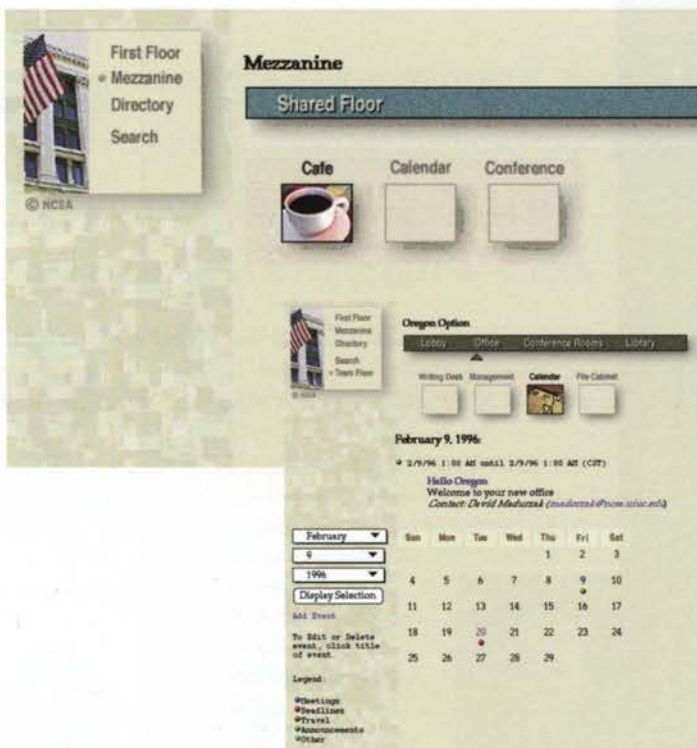 First Floor
Mezzanine
Directory
Search
© NCSA
Mezzanine
Shared Floor
Cafe Calendar Conference
First Floor
Mezzanine
Directory
Search
Team Floor
© NCSA
Oregon Option
Lobby Office Conference Rooms Library
Writing Desk Management Calendar File Cabinet
February 9, 1996:
2/9/96 1:00 AM until 2/9/96 1:00 AM (CST)
Hello Oregon
Welcome to your new office
Contact: David
February
9
1996
Display Selection
Add Event
To Edit or Delete
event, click title
of event.
Legend:
Meetings
Deadlines
Travel
Announcements
Other
Sun Mon Tue Wed Thu Fri Sat
1 2 3
4 5 6 7 8 9 10
11 12 13 14 15 16 17
18 19 20 21 22 23 24
25 26 27 28 29